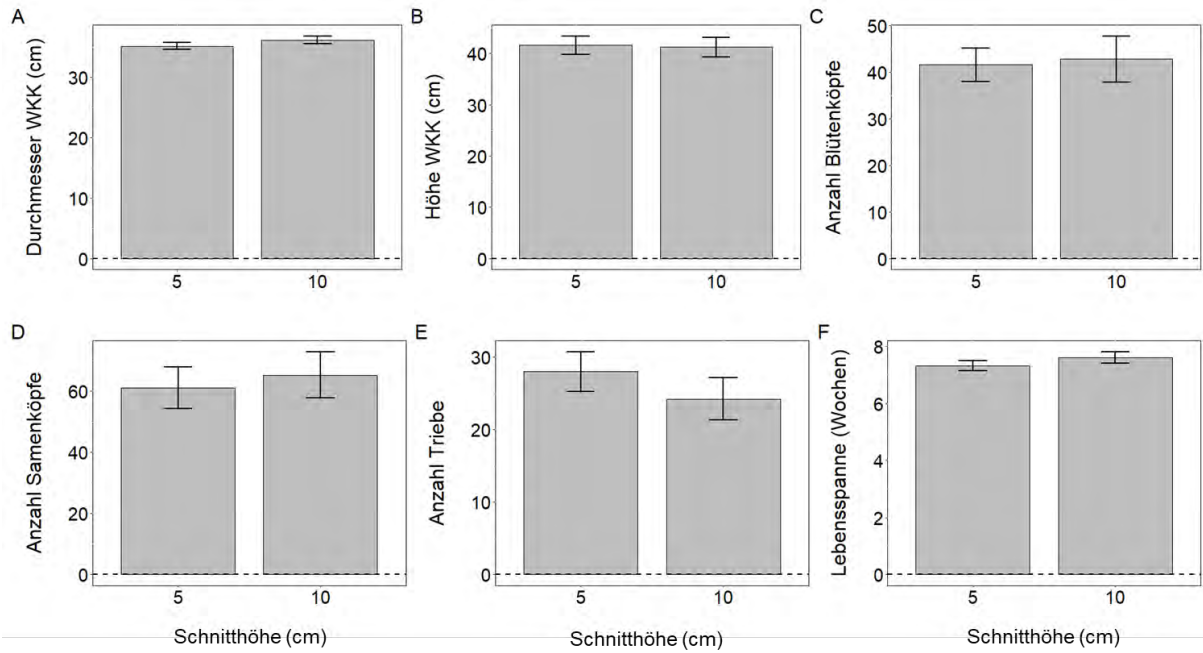 A
Durchmesser WKK (cm)
30
20
10
0
5
10
B
Höhe WKK (cm)
40
30
20
10
0
5
10
C
Anzahl Blütenköpfe
50
40
30
20
10
0
5
10
D
Anzahl Samenköpfe
60
40
20
0
5
10
Schnitthöhe (cm)
E
Anzahl Triebe
30
20
10
0
5
10
Schnitthöhe (cm)
F
Lebensspanne (Wochen)
8
6
4
2
0
5
10
Schnitthöhe (cm)